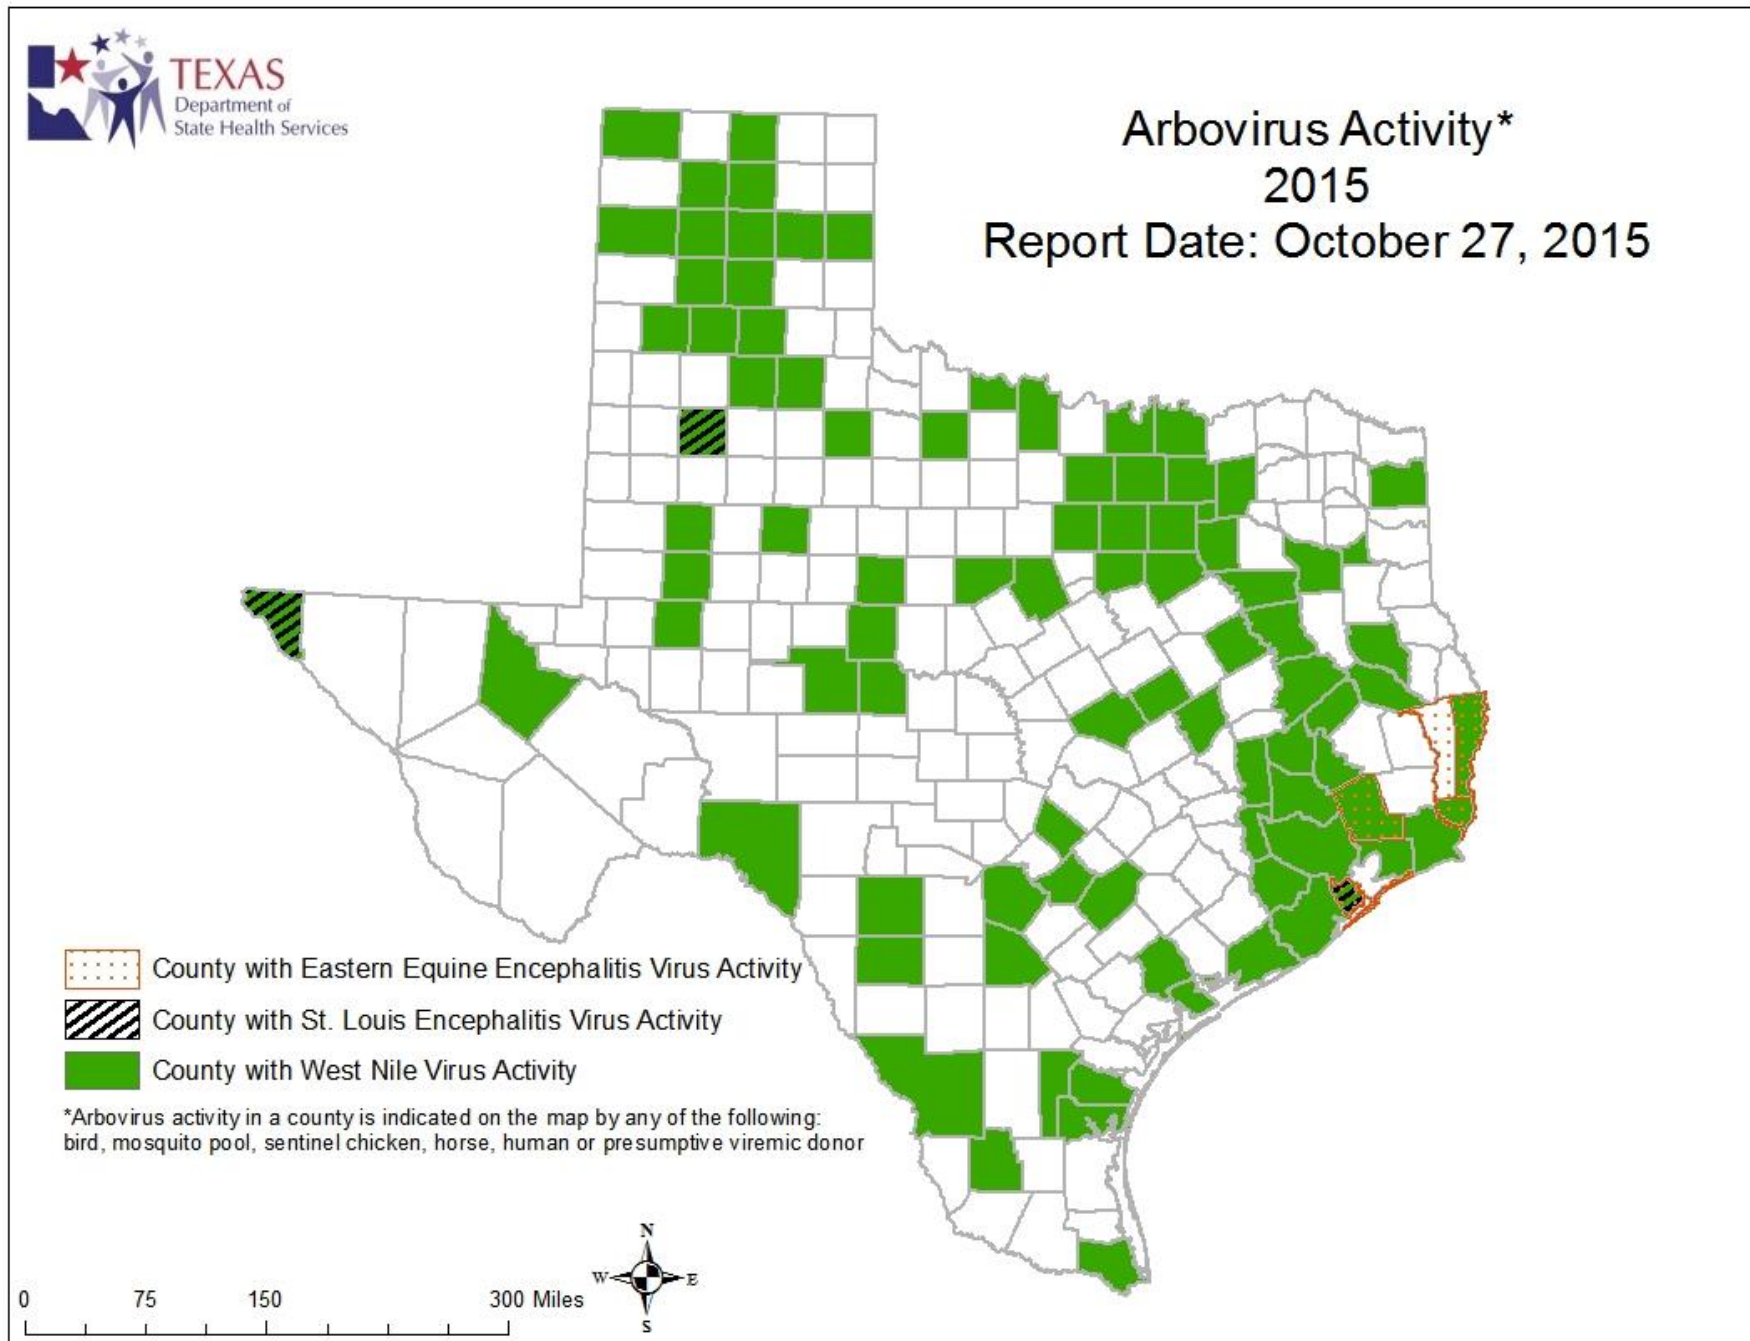 TEXAS
Department of
State Health Services
Arbovirus Activity*
2015
Report Date: October 27, 2015
County with Eastern Equine Encephalitis Virus Activity
County with St. Louis Encephalitis Virus Activity
County with West Nile Virus Activity
*Arbovirus activity in a county is indicated on the map by any of the following:
bird, mosquito pool, sentinel chicken, horse, human or presumptive viremic donor
N
W E
S
0 75 150 300 Miles